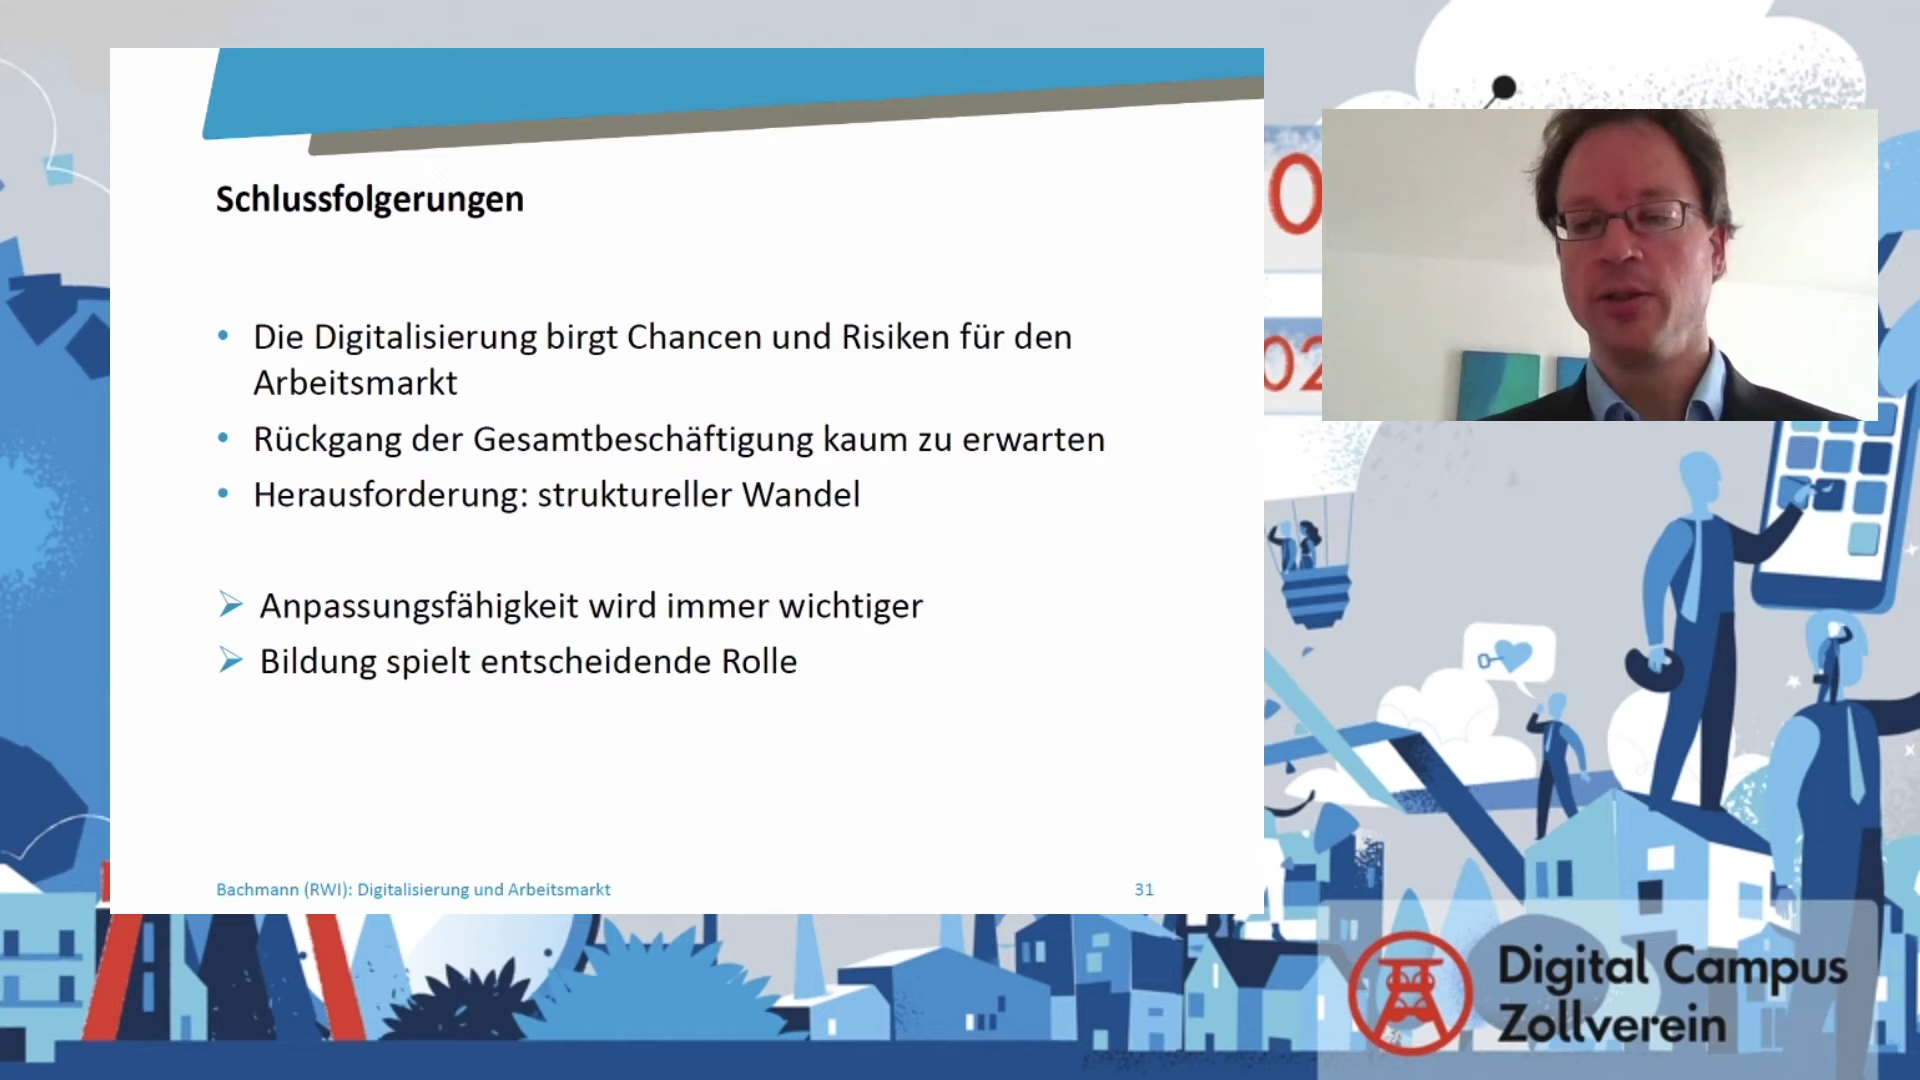 Schlussfolgerungen
• Die Digitalisierung birgt Chancen und Risiken für den
Arbeitsmarkt
• Rückgang der Gesamtbeschäftigung kaum zu erwarten
• Herausforderung: struktureller Wandel
➢ Anpassungsfähigkeit wird immer wichtiger
➢ Bildung spielt entscheidende Rolle
Bachmann (RWI): Digitalisierung und Arbeitsmarkt 31
Digital Campus
Zollverein